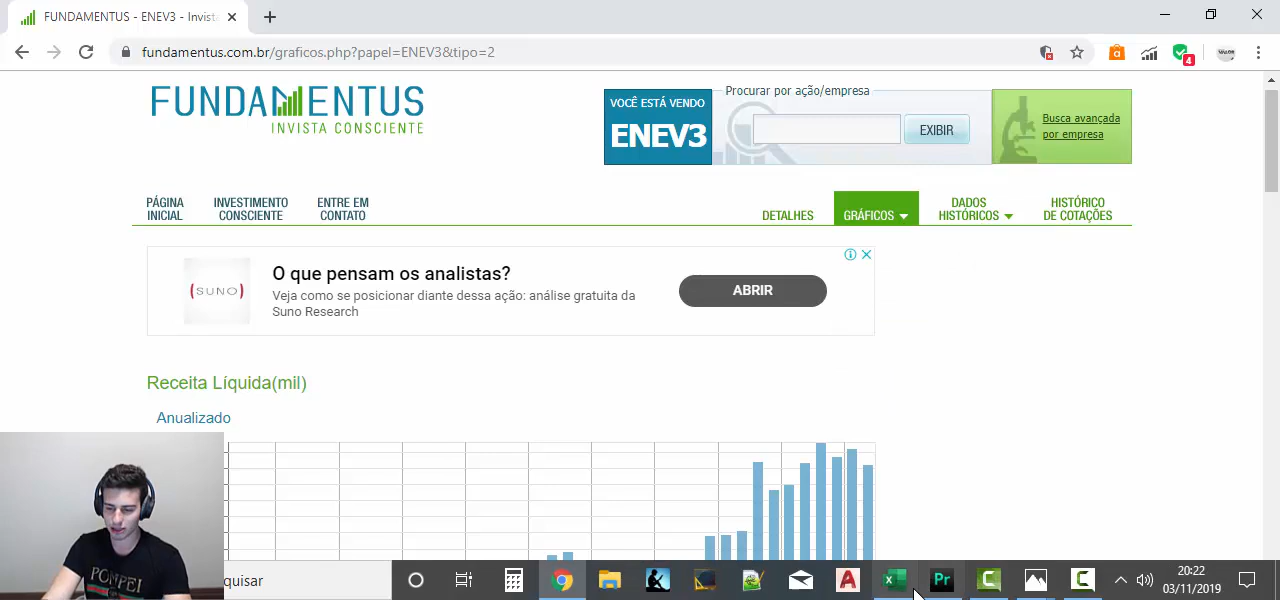 FUNDAMENTUS - ENEV3 - Invist
fundamentus.com.br/graficos.php?papel=ENEV3&tipo=2
4
FUNDAMENTUS
INVISTA CONSCIENTE
VOCÊ ESTÁ VENDO
ENEV3
Procurar por ação/empresa
EXIBIR
Busca avançada
por empresa
PÁGINA
INICIAL
INVESTIMENTO
CONSCIENTE
ENTRE EM
CONTATO
DETALHES
GRÁFICOS
DADOS
HISTÓRICOS
HISTÓRICO
DE COTAÇÕES
(SUNO)
O que pensam os analistas?
Veja como se posicionar diante dessa ação: análise gratuita da
Suno Research
ABRIR
Receita Líquida(mil)
Anualizado
POMPEI
quisar
Pr
20:22
03/11/2019